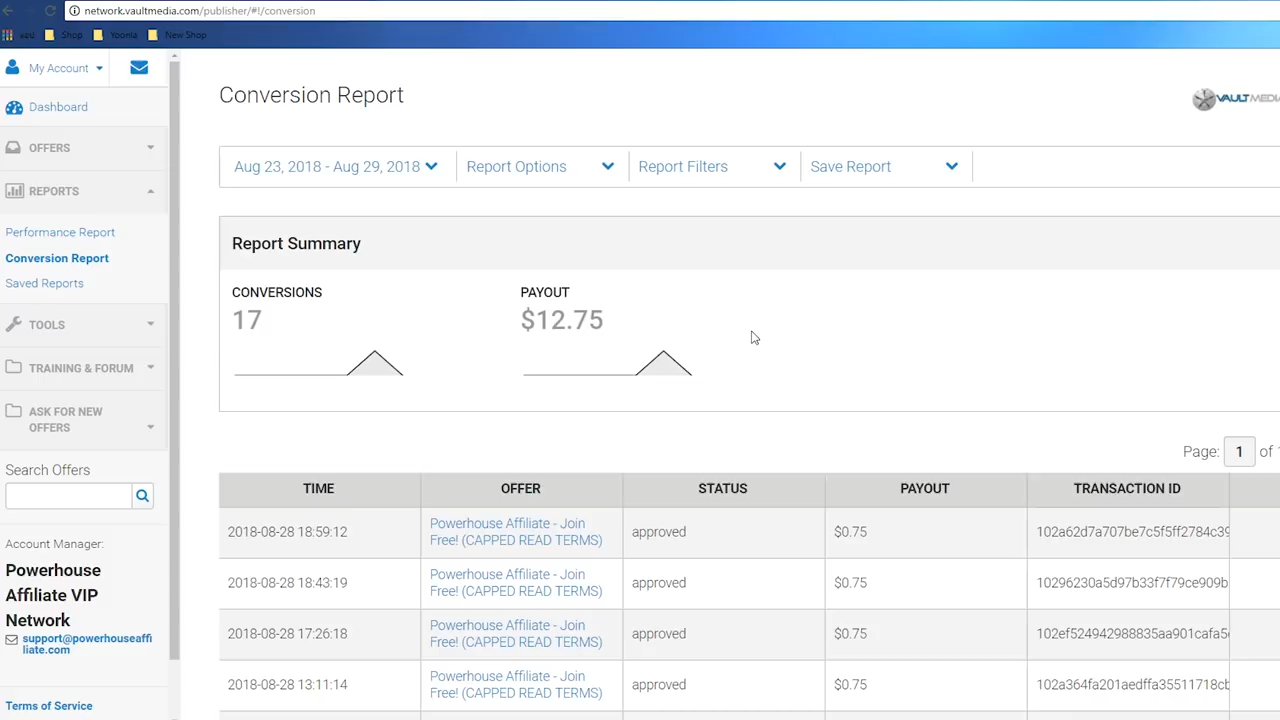 network.vaultmedia.com/publisher/#!/conversion
Shop
Yoonla
New Shop
My Account
Dashboard
OFFERS
REPORTS
Performance Report
Conversion Report
Saved Reports
TOOLS
TRAINING & FORUM
ASK FOR NEW
OFFERS
Search Offers
Account Manager:
Powerhouse
Affiliate VIP
Network
support@powerhouseaffi
liate.com
Terms of Service
Conversion Report
VAULTMEDIA
Aug 23, 2018 - Aug 29, 2018
Report Options
Report Filters
Save Report
Report Summary
CONVERSIONS
17
PAYOUT
$12.75
Page: 1 of
TIME OFFER STATUS PAYOUT TRANSACTION ID
2018-08-28 18:59:12 Powerhouse Affiliate - Join approved $0.75 102a62d7a707be7c5f5ff2784c39
Free! (CAPPED READ TERMS)
2018-08-28 18:43:19 Powerhouse Affiliate - Join approved $0.75 10296230a5d97b33f7f79ce909b
Free! (CAPPED READ TERMS)
2018-08-28 17:26:18 Powerhouse Affiliate - Join approved $0.75 102ef524942988835aa901cafa5
Free! (CAPPED READ TERMS)
2018-08-28 13:11:14 Powerhouse Affiliate - Join approved $0.75 102a364fa201aedffa35511718cb
Free! (CAPPED READ TERMS)